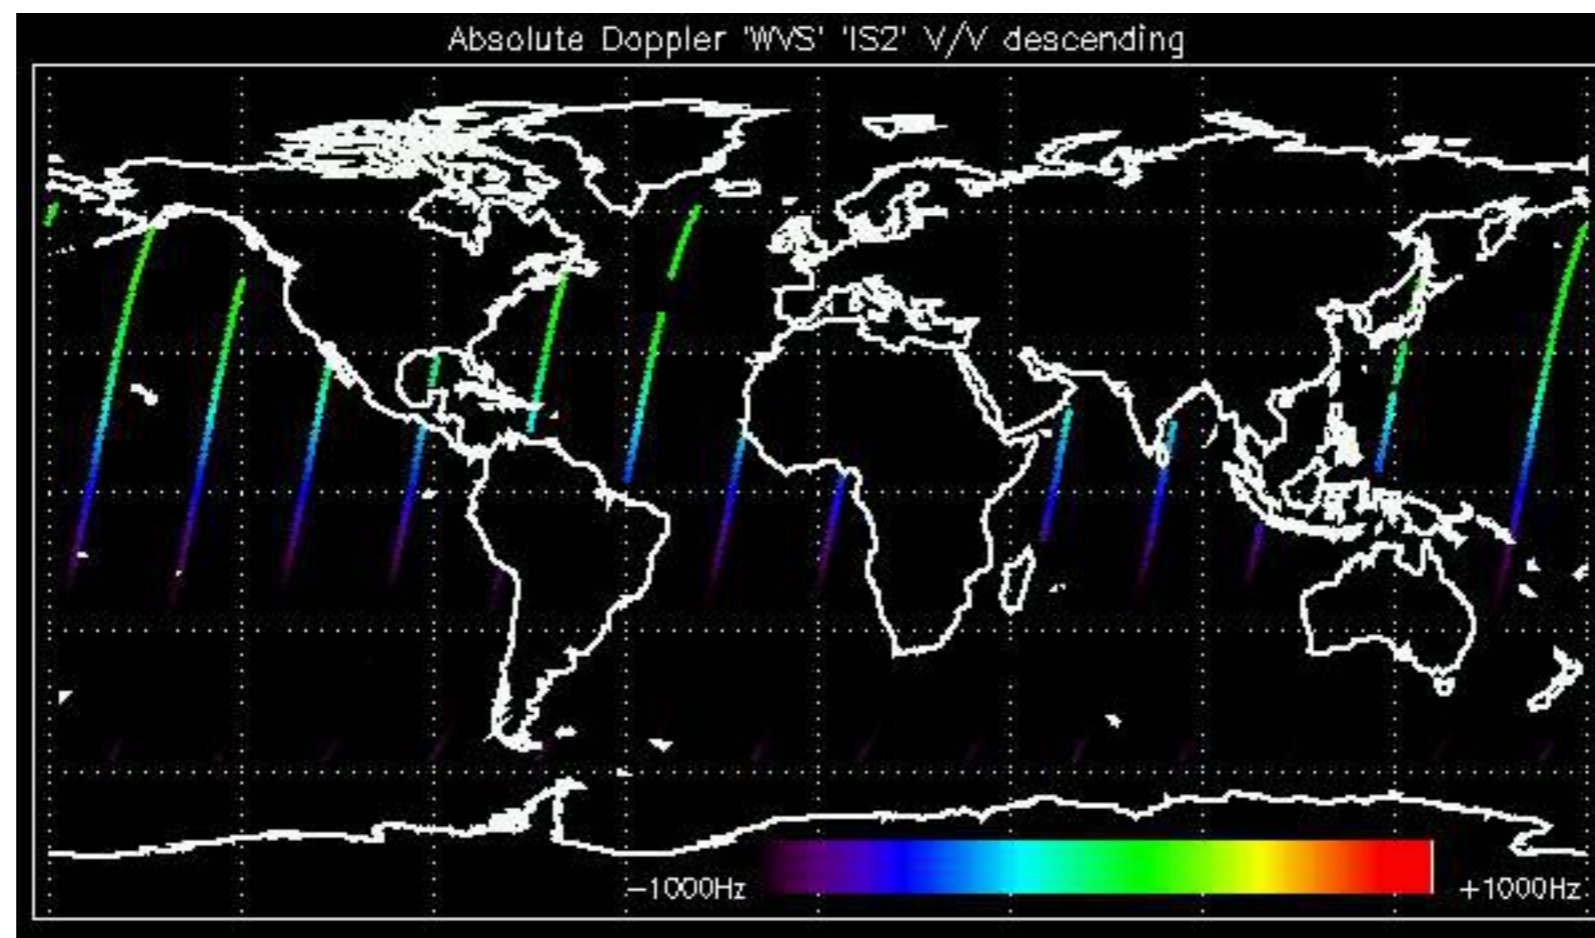 Absolute Doppler 'WVS' 'IS2' V/V descending
−1000Hz
+1000Hz